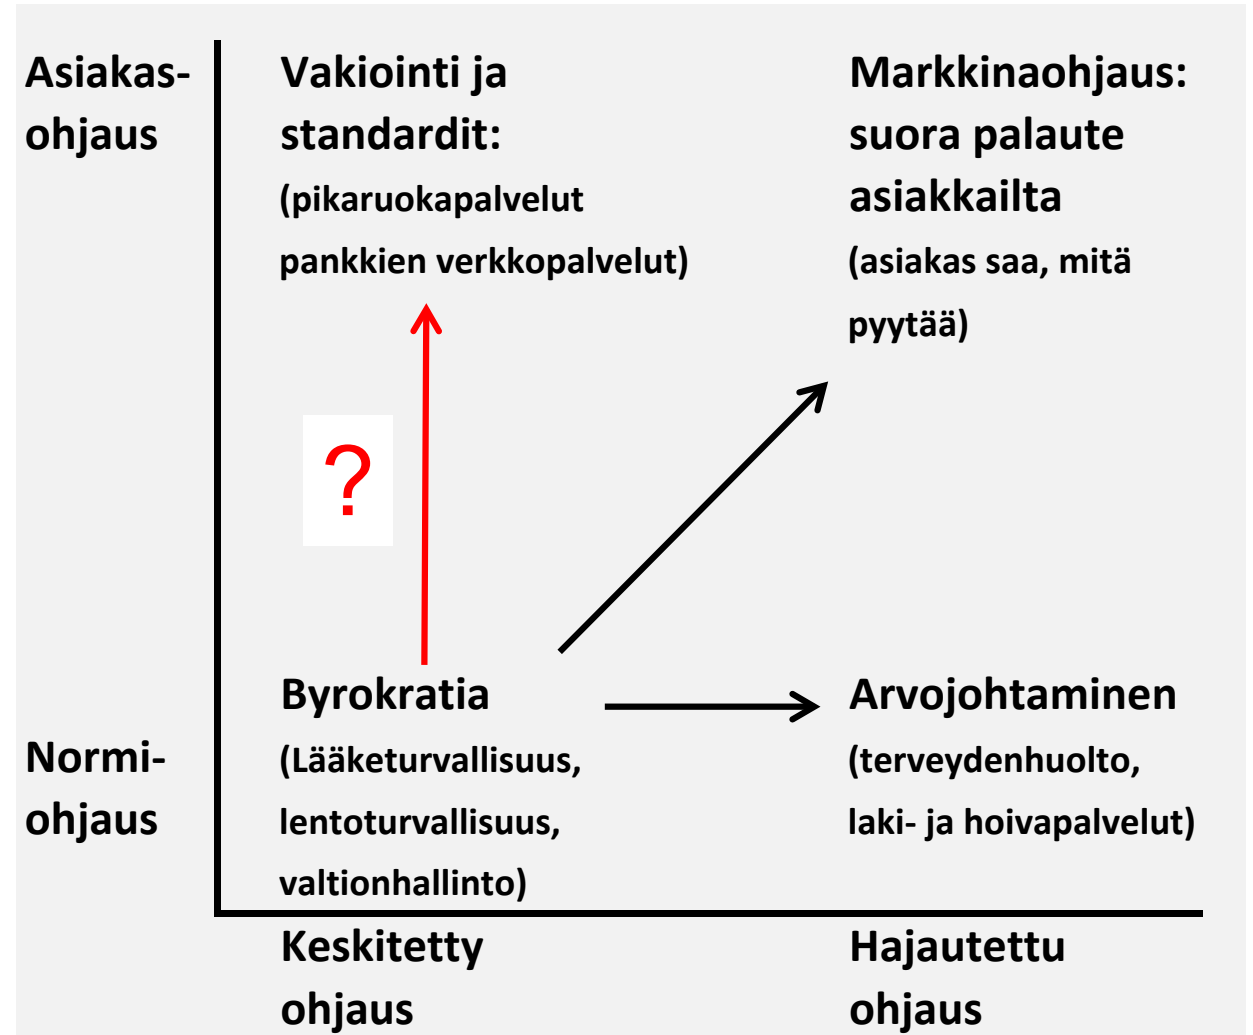 Asiakas-
ohjaus
Vakiointi ja
standardit:
(pikaruokapalvelut
pankkien verkkopalvelut)
Markkinaohjaus:
suora palaute
asiakkailta
(asiakas saa, mitä
pyytää)
?
Normi-
ohjaus
Byrokratia
(Lääketurvallisuus,
lentoturvallisuus,
valtionhallinto)
Arvojohtaminen
(terveydenhuolto,
laki- ja hoivapalvelut)
Keskitetty
ohjaus
Hajautettu
ohjaus